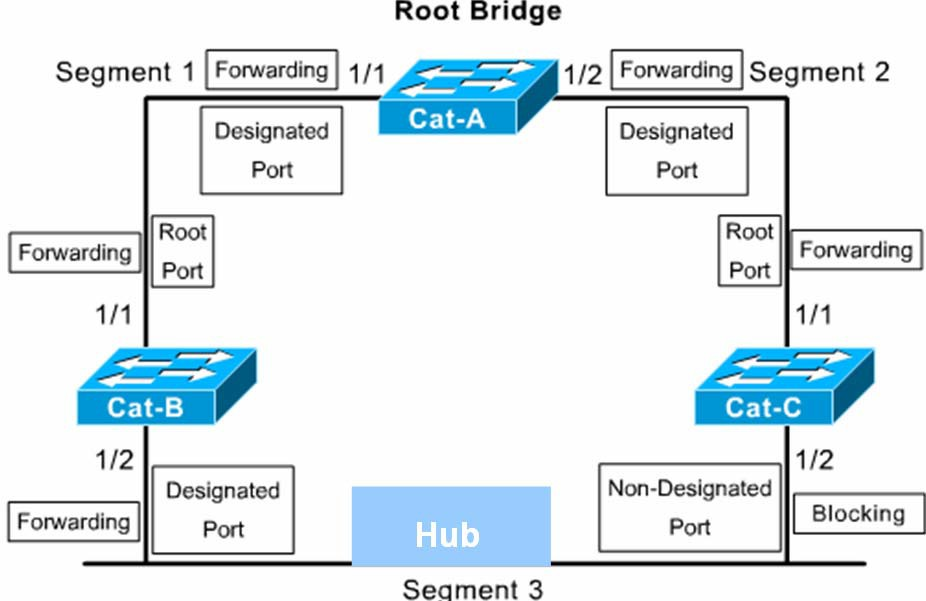 Root Bridge
Segment 1
Forwarding
1/1
1/2
Forwarding
Segment 2
Cat-A
Designated
Port
Designated
Port
Forwarding
Root
Port
Root
Port
Forwarding
1/1
1/1
Cat-B
Cat-C
1/2
1/2
Forwarding
Designated
Port
Hub
Non-Designated
Port
Blocking
Segment 3